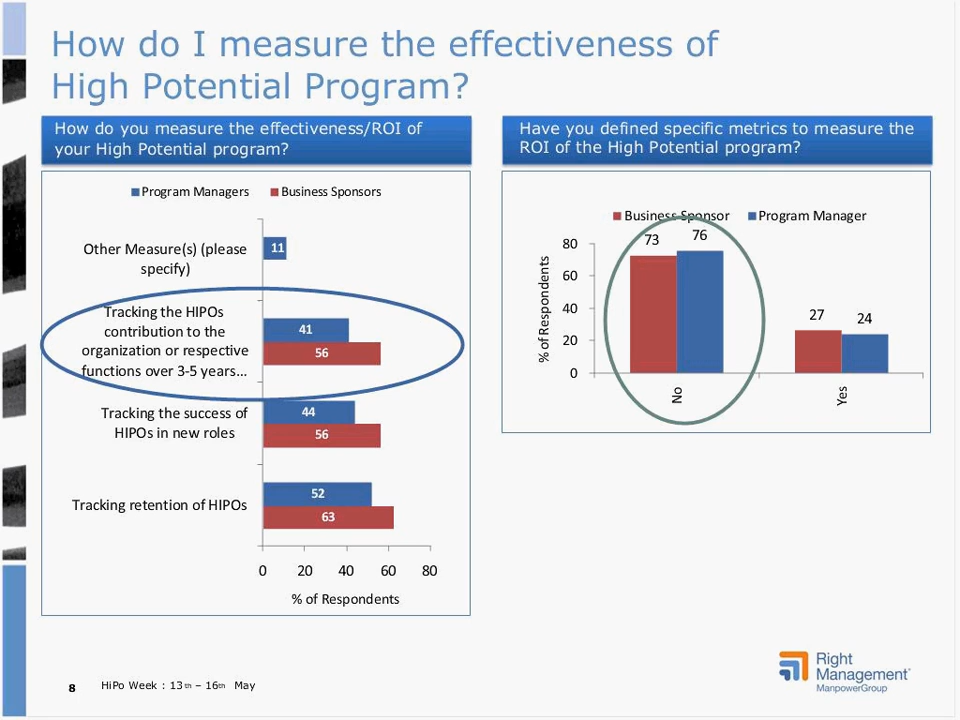 How do I measure the effectiveness of
High Potential Program?
How do you measure the effectiveness/ROI of
your High Potential program?
Program Managers Business Sponsors
Other Measure(s) (please
specify)
11
Tracking the HIPOs
contribution to the
organization or respective
functions over 3-5 years...
41
56
Tracking the success of
HIPOs in new roles
44
56
Tracking retention of HIPOs
52
63
0 20 40 60 80
% of Respondents
Have you defined specific metrics to measure the
ROI of the High Potential program?
Business Sponsor Program Manager
% of Respondents
80
60
40
20
0
73 76
27 24
No
Yes
8 HiPo Week : 13th – 16th May
Right
Management
ManpowerGroup